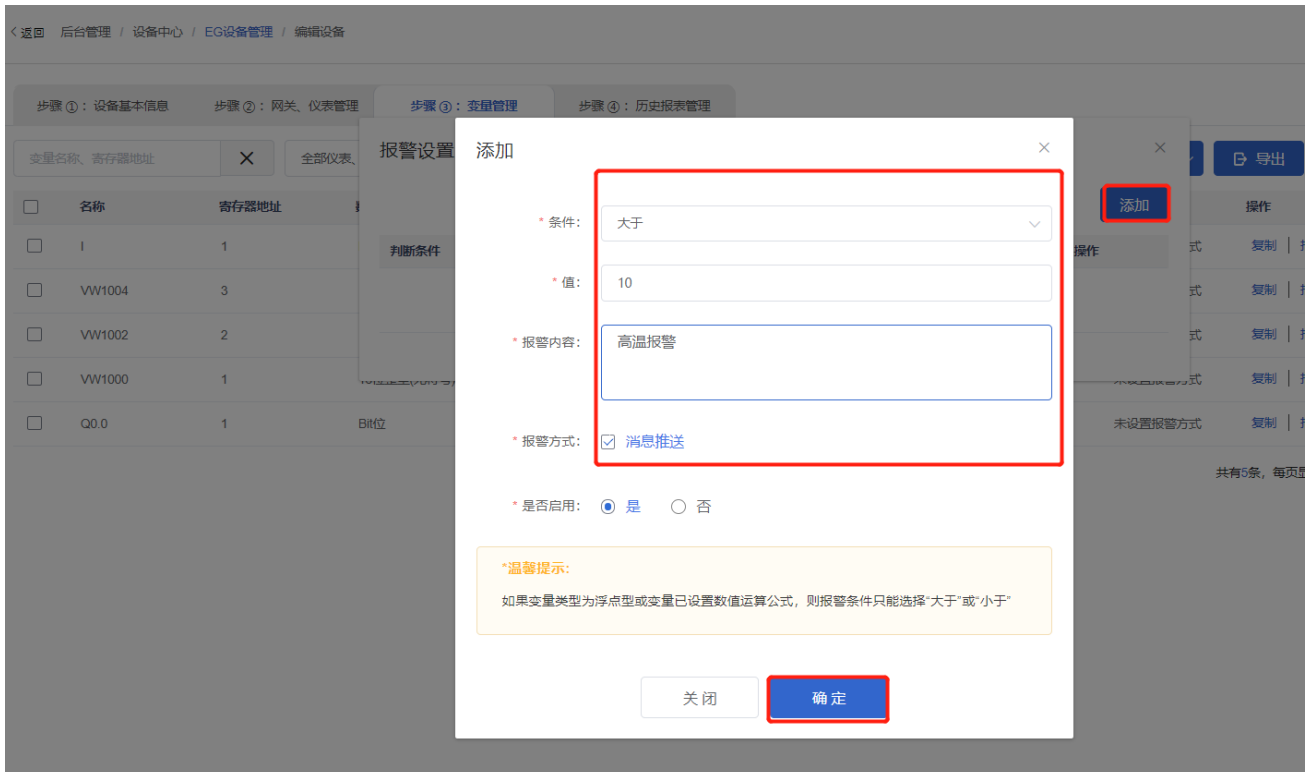 < 返回 后台管理 / 设备中心 / EG设备管理 / 编辑设备
步骤 ①：设备基本信息 步骤 ②：网关、仪表管理 步骤 ③：变量管理 步骤 ④：历史报表管理
变量名称、寄存器地址 全部仪表、 报警设置 添加 导出
名称 寄存器地址 添加 操作
* 条件： 大于
I 1 判断条件 操作 式 复制
* 值： 10
VW1004 3 式 复制
VW1002 2 * 报警内容： 高温报警 式 复制
VW1000 1 未设置报警方式 复制
Q0.0 1 Bit位 未设置报警方式 复制
* 报警方式： 消息推送
共有5条，每页
* 是否启用： 是 否
*温馨提示:
如果变量类型为浮点型或变量已设置数值运算公式，则报警条件只能选择“大于”或“小于”
关闭 确定